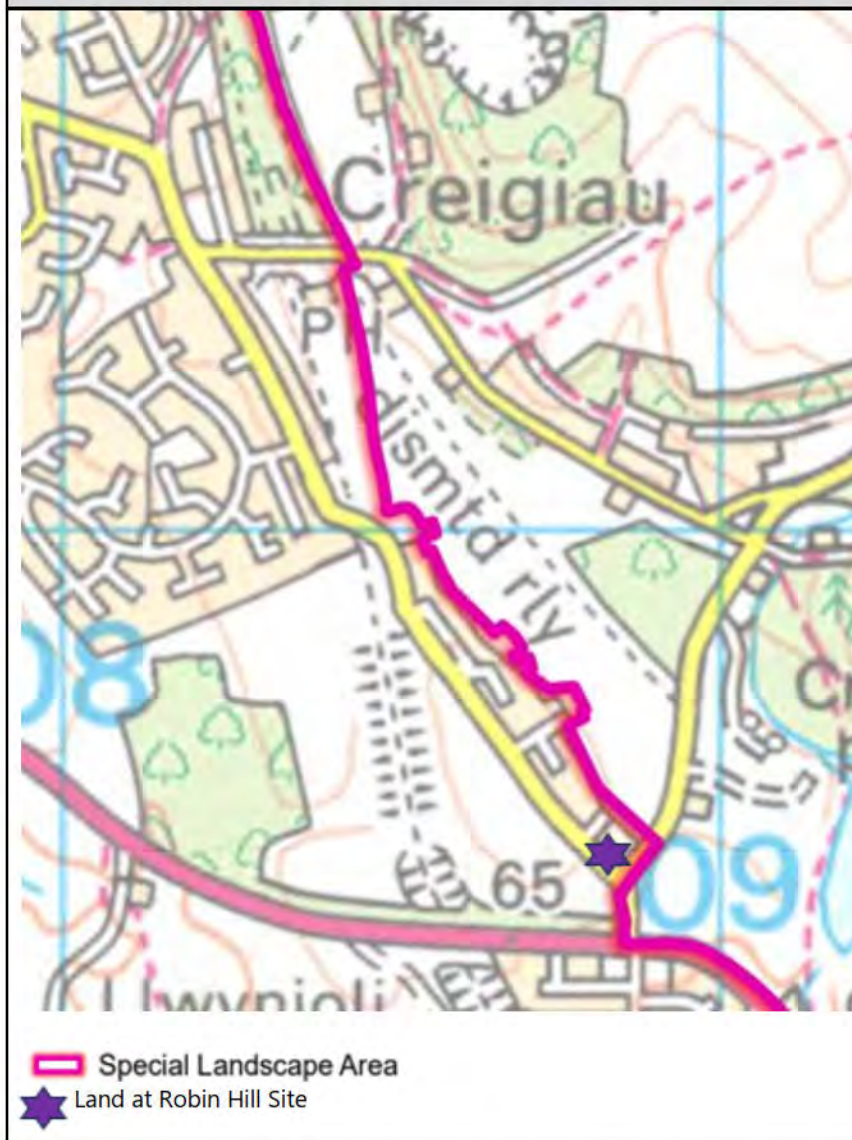 Creigiau
PH
dismtd rly
08
65
09
Special Landscape Area
Land at Robin Hill Site